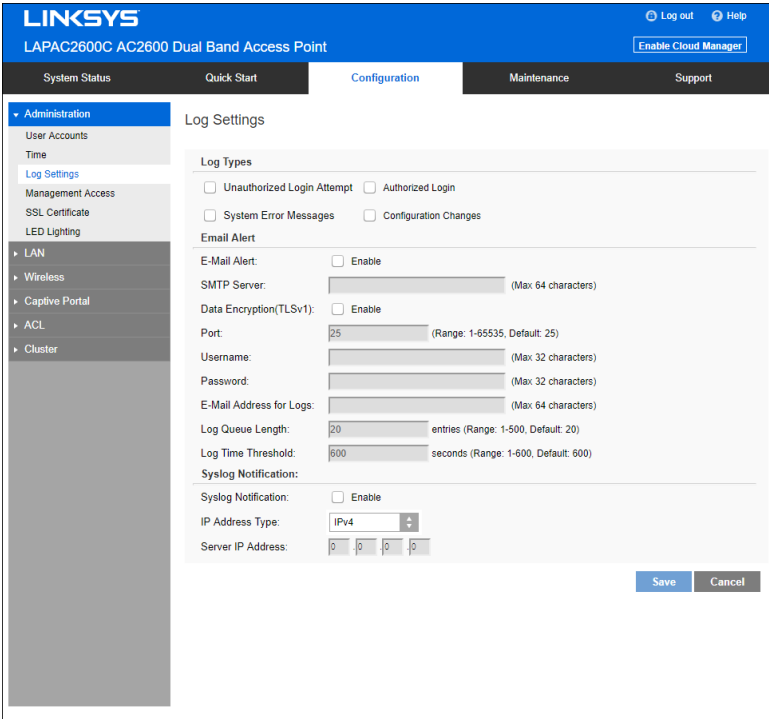 LINKSYS
Log out Help
LAPAC2600C AC2600 Dual Band Access Point
Enable Cloud Manager
System Status Quick Start Configuration Maintenance Support
Administration
User Accounts
Time
Log Settings
Management Access
SSL Certificate
LED Lighting
LAN
Wireless
Captive Portal
ACL
Cluster
Log Settings
Log Types
Unauthorized Login Attempt Authorized Login
System Error Messages Configuration Changes
Email Alert
E-Mail Alert: Enable
SMTP Server: (Max 64 characters)
Data Encryption(TLSv1): Enable
Port: 25 (Range: 1-65535, Default: 25)
Username: (Max 32 characters)
Password: (Max 32 characters)
E-Mail Address for Logs: (Max 64 characters)
Log Queue Length: 20 entries (Range: 1-500, Default: 20)
Log Time Threshold: 600 seconds (Range: 1-600, Default: 600)
Syslog Notification:
Syslog Notification: Enable
IP Address Type: IPv4
Server IP Address: 0 . 0 . 0 . 0
Save Cancel